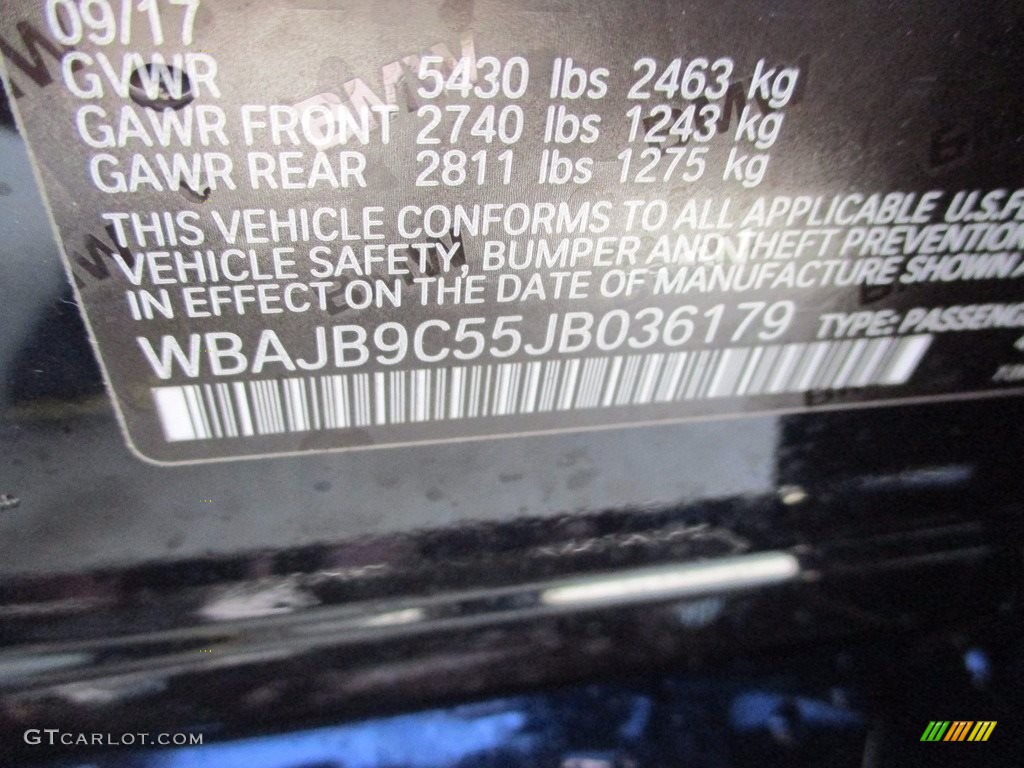 09/17
GVWR 5430 lbs 2463 kg
GAWR FRONT 2740 lbs 1243 kg
GAWR REAR 2811 lbs 1275 kg
THIS VEHICLE CONFORMS TO ALL APPLICABLE U.S.FE
VEHICLE SAFETY, BUMPER AND THEFT PREVENTION
IN EFFECT ON THE DATE OF MANUFACTURE SHOWN A
WBAJB9C55JB036179 TYPE: PASSENG
GTCARLOT.COM